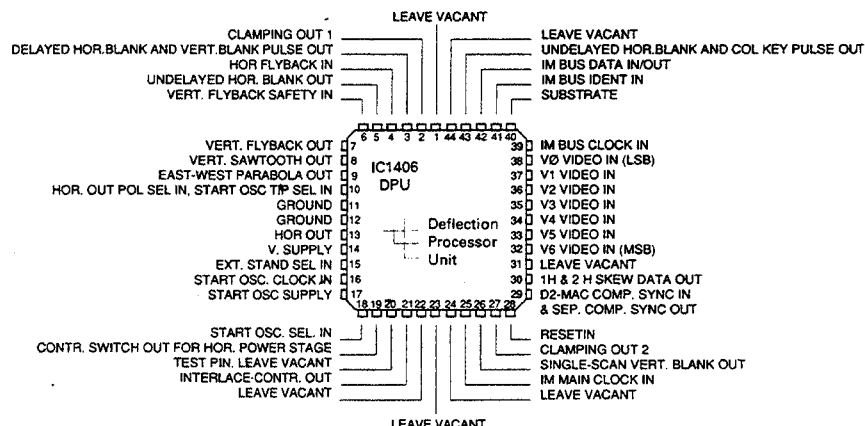 LEAVE VACANT
CLAMPING OUT 1
DELAYED HOR.BLANK AND VERT.BLANK PULSE OUT
HOR FLYBACK IN
UNDELAYED HOR. BLANK OUT
VERT. FLYBACK SAFETY IN
LEAVE VACANT
UNDELAYED HOR.BLANK AND COL KEY PULSE OUT
IM BUS DATA IN/OUT
IM BUS IDENT IN
SUBSTRATE
6 5 4 3 2 1 44 43 42 41 40
VERT. FLYBACK OUT 7
VERT. SAWTOOTH OUT 8
EAST-WEST PARABOLA OUT 9
HOR. OUT POL SEL IN, START OSC TIP SEL IN 10
GROUND 11
GROUND 12
HOR OUT 13
V. SUPPLY 14
EXT. STAND SEL IN 15
START OSC. CLOCK IN 16
START OSC SUPPLY 17
IC1406
DPU
Deflection
Processor
Unit
39 IM BUS CLOCK IN
38 VØ VIDEO IN (LSB)
37 V1 VIDEO IN
36 V2 VIDEO IN
35 V3 VIDEO IN
34 V4 VIDEO IN
33 V5 VIDEO IN
32 V6 VIDEO IN (MSB)
31 LEAVE VACANT
30 1H & 2 H SKEW DATA OUT
29 D2-MAC COMP. SYNC IN
& SEP. COMP. SYNC OUT
18 19 20 21 22 23 24 25 26 27 28
START OSC. SEL. IN
CONTR. SWITCH OUT FOR HOR. POWER STAGE
TEST PIN. LEAVE VACANT
INTERLACE-CONTR. OUT
LEAVE VACANT
RESETIN
CLAMPING OUT 2
SINGLE-SCAN VERT. BLANK OUT
IM MAIN CLOCK IN
LEAVE VACANT
LEAVE VACANT